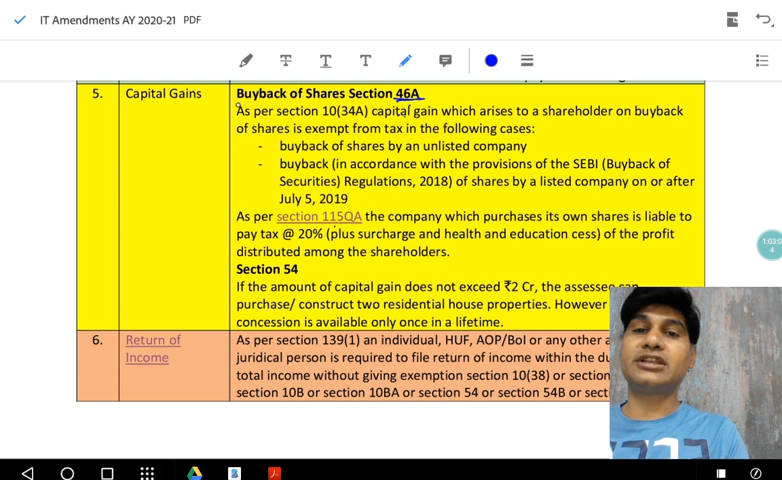 IT Amendments AY 2020-21 PDF
5. Capital Gains Buyback of Shares Section 46A
As per section 10(34A) capital gain which arises to a shareholder on buyback
of shares is exempt from tax in the following cases:
- buyback of shares by an unlisted company
- buyback (in accordance with the provisions of the SEBI (Buyback of
Securities) Regulations, 2018) of shares by a listed company on or after
July 5, 2019
As per section 115QA the company which purchases its own shares is liable to
pay tax @ 20% (plus surcharge and health and education cess) of the profit
distributed among the shareholders.
Section 54
If the amount of capital gain does not exceed ₹2 Cr, the assessee can
purchase/ construct two residential house properties. However
concession is available only once in a lifetime.
6. Return of Income As per section 139(1) an individual, HUF, AOP/BoI or any other a
juridical person is required to file return of income within the du
total income without giving exemption section 10(38) or section
section 10B or section 10BA or section 54 or section 54B or sect
1:03:0
4